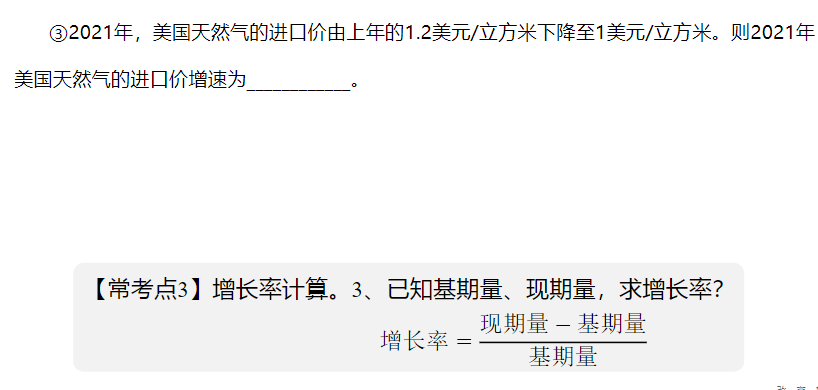 ③2021年，美国天然气的进口价由上年的1.2美元/立方米下降至1美元/立方米。则2021年
美国天然气的进口价增速为____________。
【常考点3】增长率计算。3、已知基期量、现期量，求增长率？
增长率 = (现期量 − 基期量) / 基期量